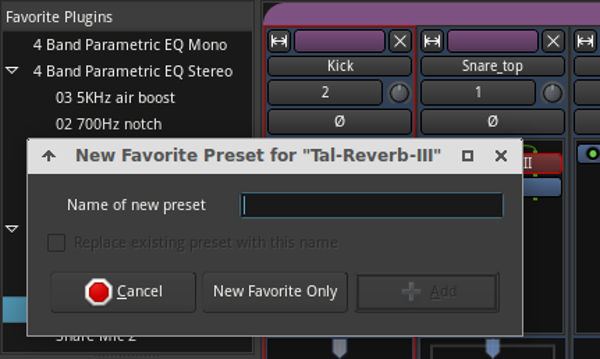 Favorite Plugins
4 Band Parametric EQ Mono
4 Band Parametric EQ Stereo
03 5KHz air boost
02 700Hz notch
Kick
Snare_top
2
1
Ø
Ø
New Favorite Preset for "Tal-Reverb-III"
Name of new preset
Replace existing preset with this name
Cancel
New Favorite Only
Add
Snare Mic 2